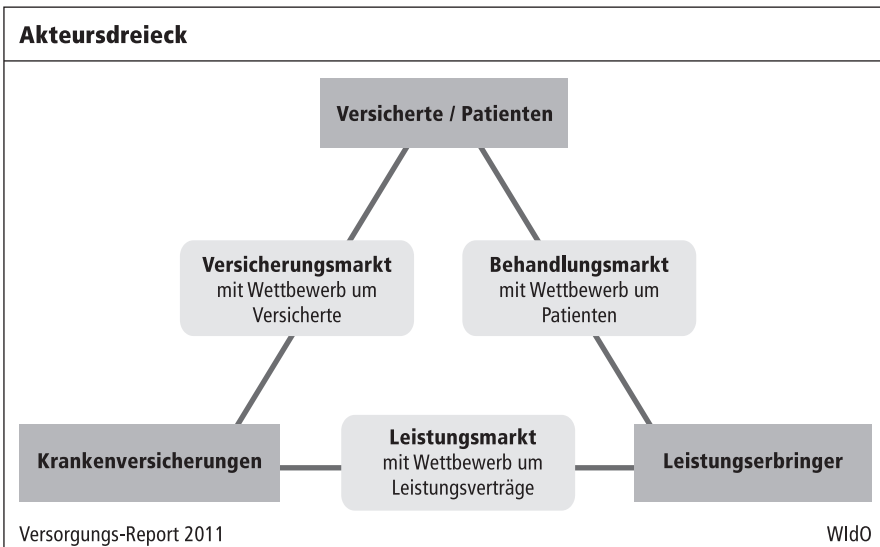 Akteursdreieck
Versicherte / Patienten
Versicherungsmarkt
mit Wettbewerb um
Versicherte
Behandlungsmarkt
mit Wettbewerb um
Patienten
Krankenversicherungen
Leistungsmarkt
mit Wettbewerb um
Leistungsverträge
Leistungserbringer
Versorgungs-Report 2011
WIdO